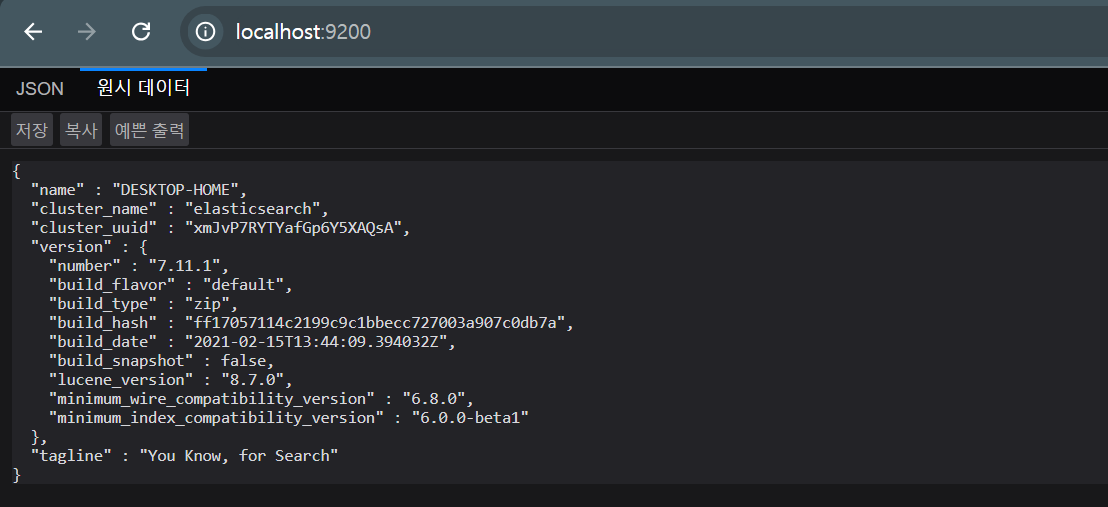 localhost:9200
JSON 원시 데이터
저장 복사 예쁜 출력
{
  "name" : "DESKTOP-HOME",
  "cluster_name" : "elasticsearch",
  "cluster_uuid" : "xmJvP7RYTYafGp6Y5XAQsA",
  "version" : {
    "number" : "7.11.1",
    "build_flavor" : "default",
    "build_type" : "zip",
    "build_hash" : "ff17057114c2199c9c1bbecc727003a907c0db7a",
    "build_date" : "2021-02-15T13:44:09.394032Z",
    "build_snapshot" : false,
    "lucene_version" : "8.7.0",
    "minimum_wire_compatibility_version" : "6.8.0",
    "minimum_index_compatibility_version" : "6.0.0-beta1"
  },
  "tagline" : "You Know, for Search"
}